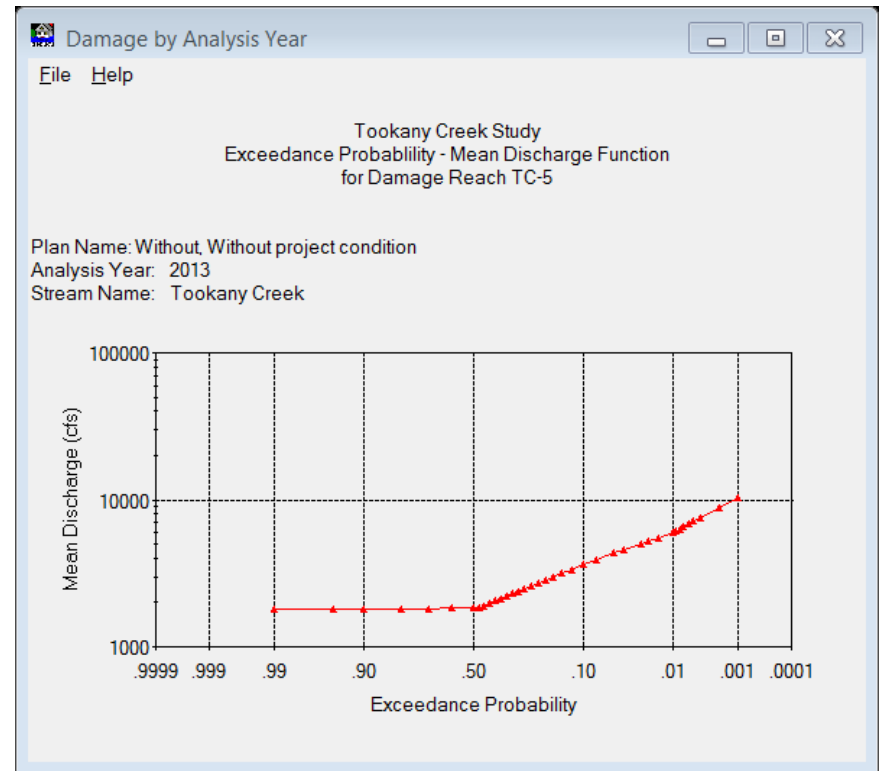 Damage by Analysis Year
File Help
Tookany Creek Study
Exceedance Probablility - Mean Discharge Function
for Damage Reach TC-5
Plan Name: Without, Without project condition
Analysis Year: 2013
Stream Name: Tookany Creek
100000
10000
1000
Mean Discharge (cfs)
.9999 .999 .99 .90 .50 .10 .01 .001 .0001
Exceedance Probability